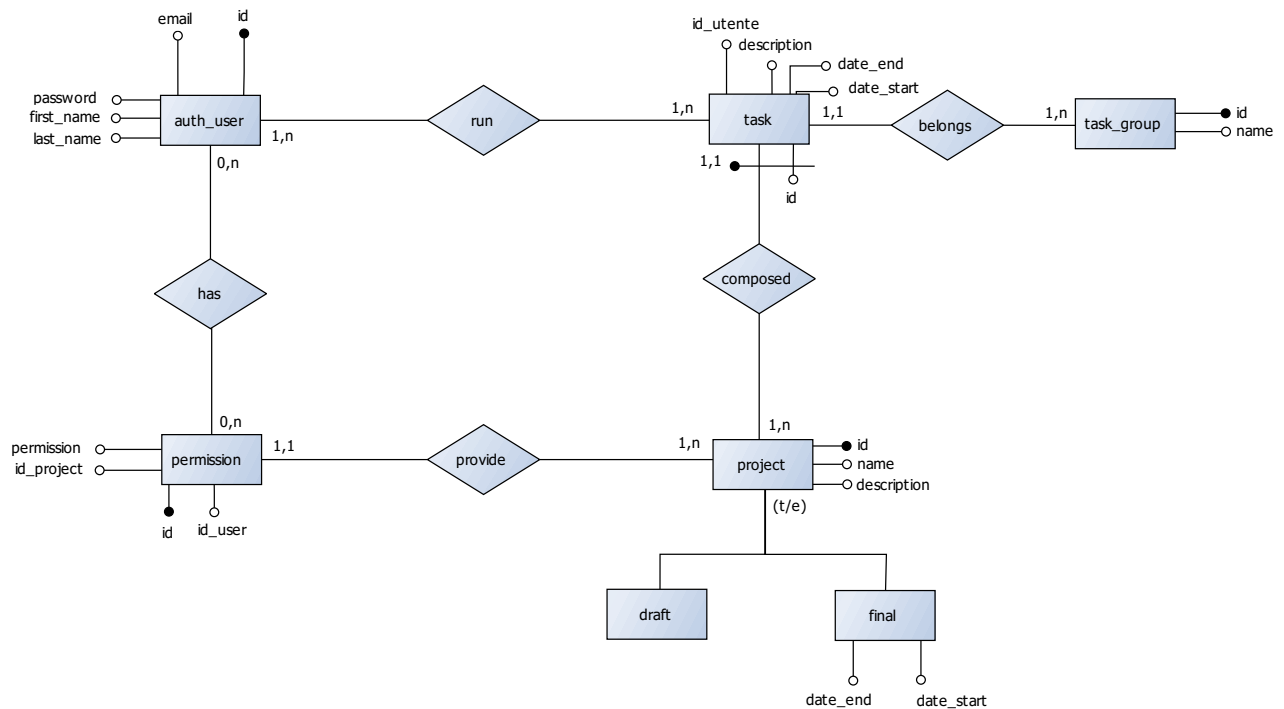 email
id
id_utente
description
date_end
date_start
password
first_name
last_name
auth_user
1,n
run
1,n
task
1,1
belongs
1,n
task_group
id
name
0,n
1,1
id
has
composed
0,n
1,n
permission
id_project
permission
1,1
provide
1,n
project
id
name
description
id
id_user
(t/e)
draft
final
date_end
date_start